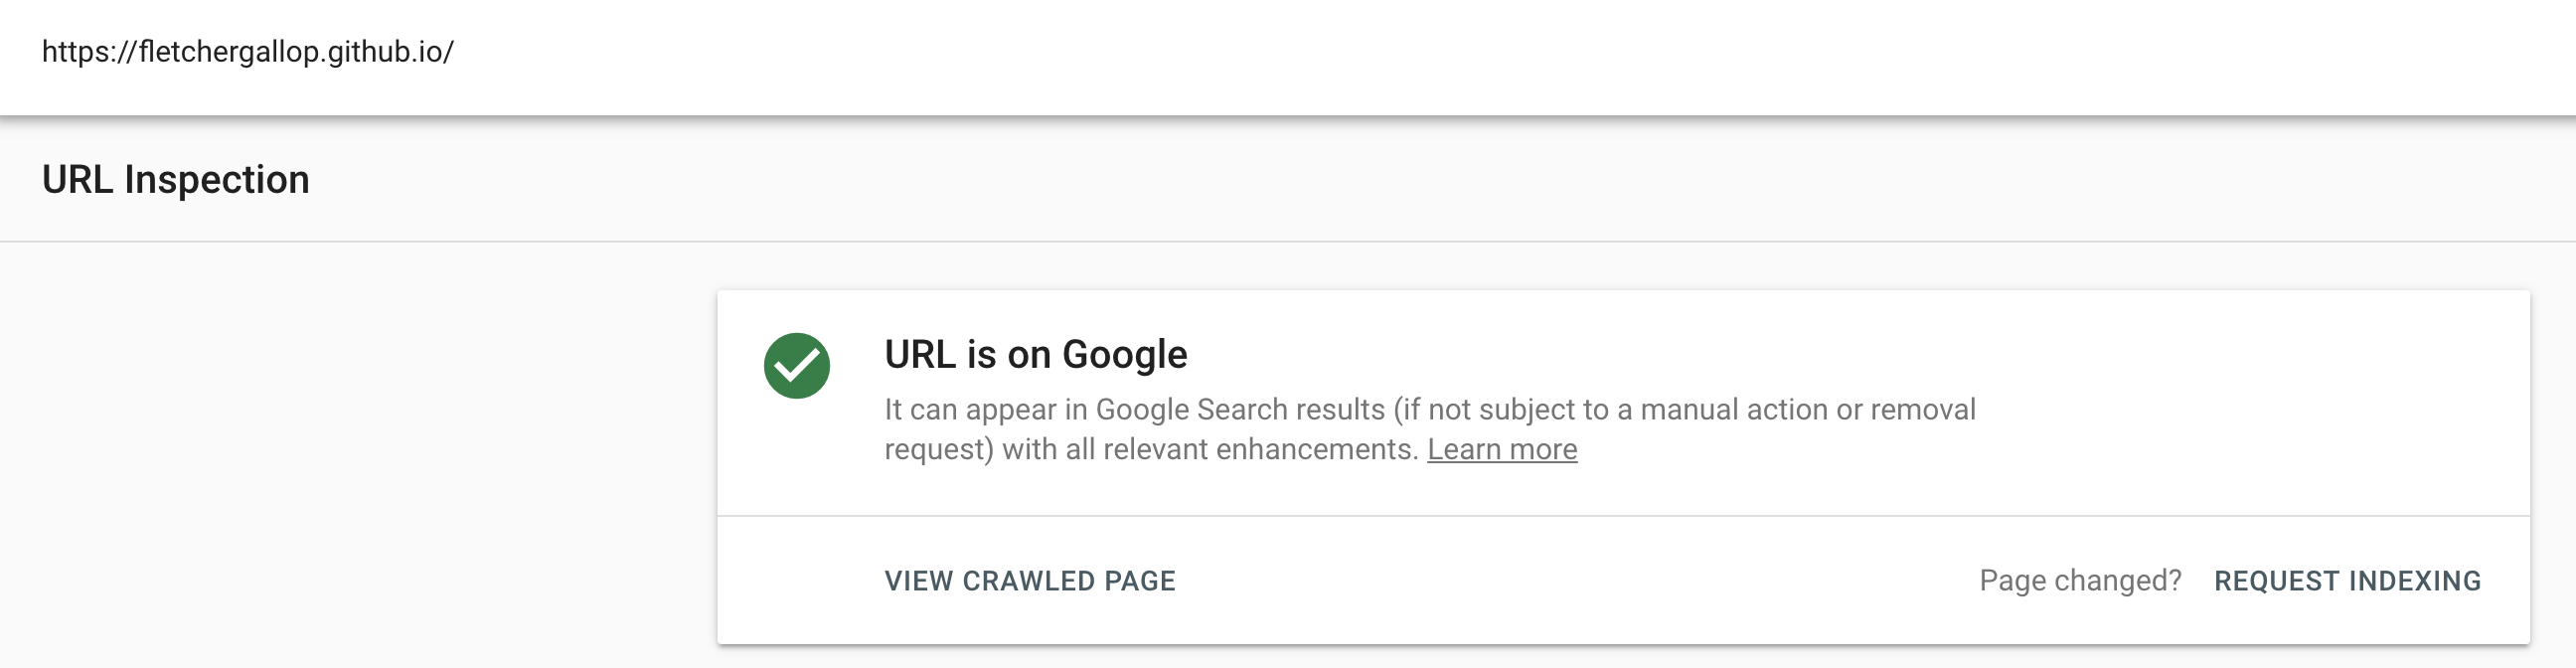 https://fletchergallop.github.io/
URL Inspection
URL is on Google
It can appear in Google Search results (if not subject to a manual action or removal
request) with all relevant enhancements. Learn more
VIEW CRAWLED PAGE
Page changed? REQUEST INDEXING